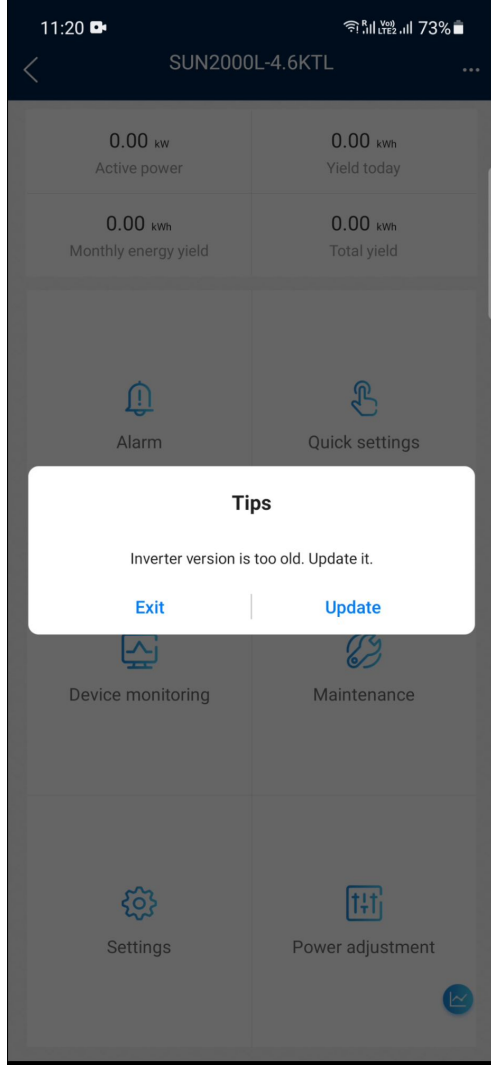 11:20
R Vo)) LTE2 73%
SUN2000L-4.6KTL
0.00 kW
Active power
0.00 kWh
Yield today
0.00 kWh
Monthly energy yield
0.00 kWh
Total yield
Alarm
Quick settings
Tips
Inverter version is too old. Update it.
Exit
Update
Device monitoring
Maintenance
Settings
Power adjustment